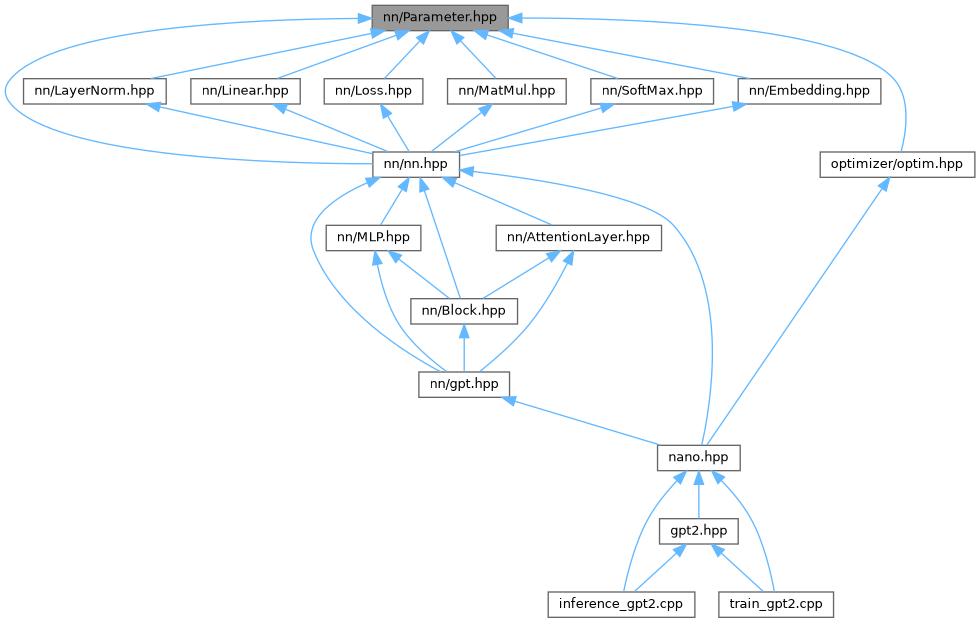 nn/Parameter.hpp
nn/LayerNorm.hpp
nn/Linear.hpp
nn/Loss.hpp
nn/MatMul.hpp
nn/SoftMax.hpp
nn/Embedding.hpp
nn/nn.hpp
optimizer/optim.hpp
nn/MLP.hpp
nn/AttentionLayer.hpp
nn/Block.hpp
nn/gpt.hpp
nano.hpp
gpt2.hpp
inference_gpt2.cpp
train_gpt2.cpp